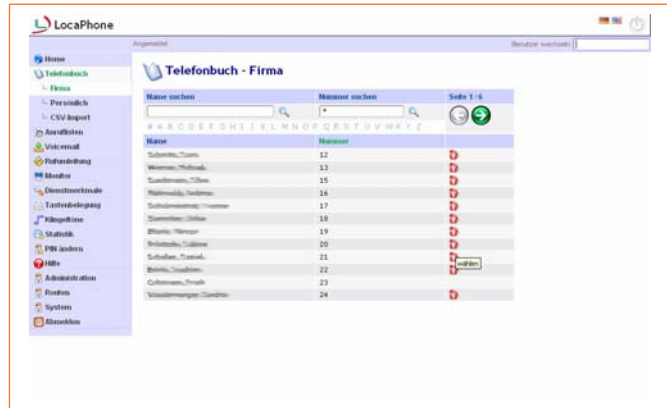 LocaPhone
Angemeldet
Benutzer wechseln:
Home
Telefonbuch
Firma
Persönlich
CSV-Import
Anruflisten
Voicemail
Rufumleitung
Monitor
Dienstmerkmale
Tastenbelegung
Klingeltöne
Statistik
PIN ändern
Hilfe
Administration
Routen
System
Abmelden
Telefonbuch - Firma
Name suchen Nummer suchen Seite 1 / 6
*
# A B C D E F G H I J K L M N O P Q R S T U V W X Y Z
Name Nummer
12
13
15
16
17
18
19
20
21
wählen
22
23
24